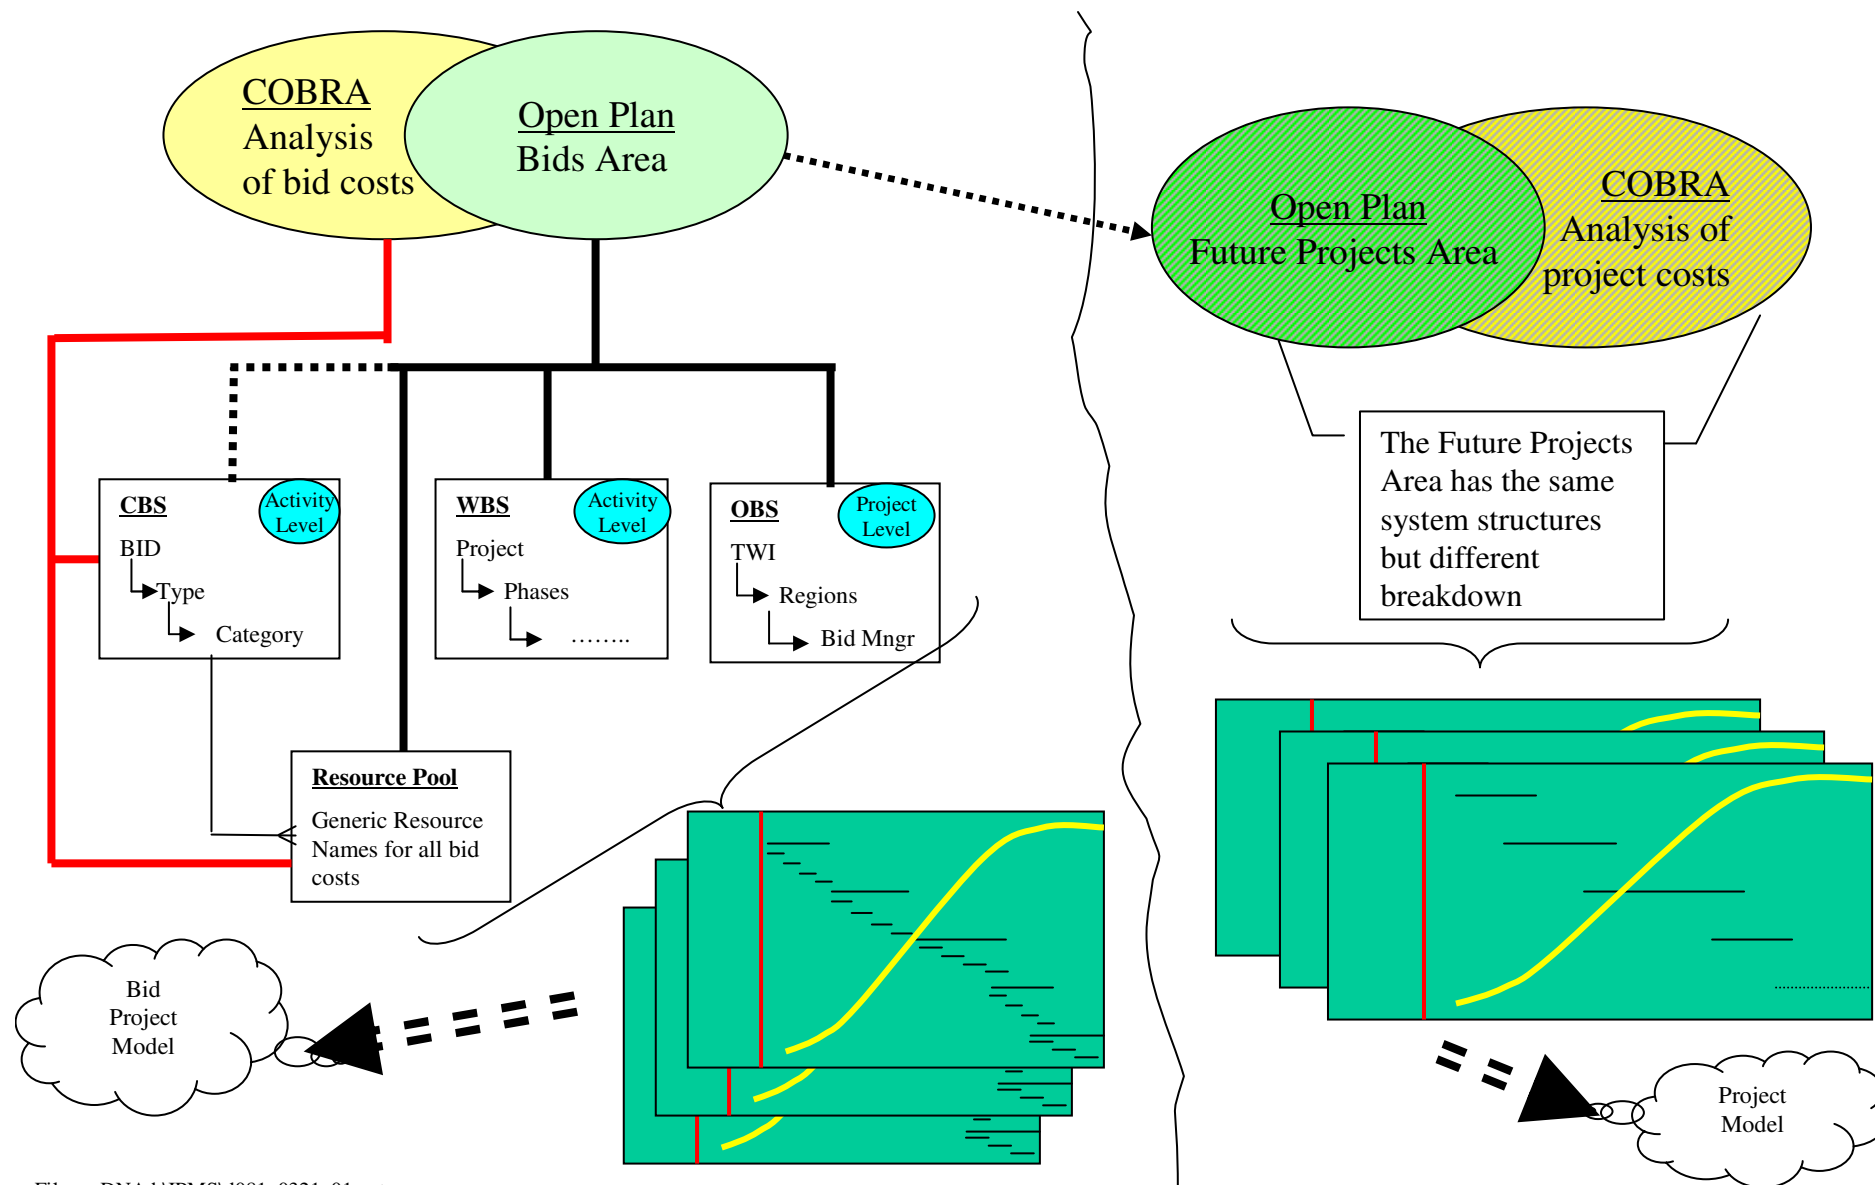 COBRA
Analysis
of bid costs
Open Plan
Bids Area
Open Plan
Future Projects Area
COBRA
Analysis of
project costs
The Future Projects
Area has the same
system structures
but different
breakdown
CBS
Activity
Level
BID
Type
Category
WBS
Activity
Level
Project
Phases
........
OBS
Project
Level
TWI
Regions
Bid Mngr
Resource Pool
Generic Resource
Names for all bid
costs
Bid
Project
Model
Project
Model